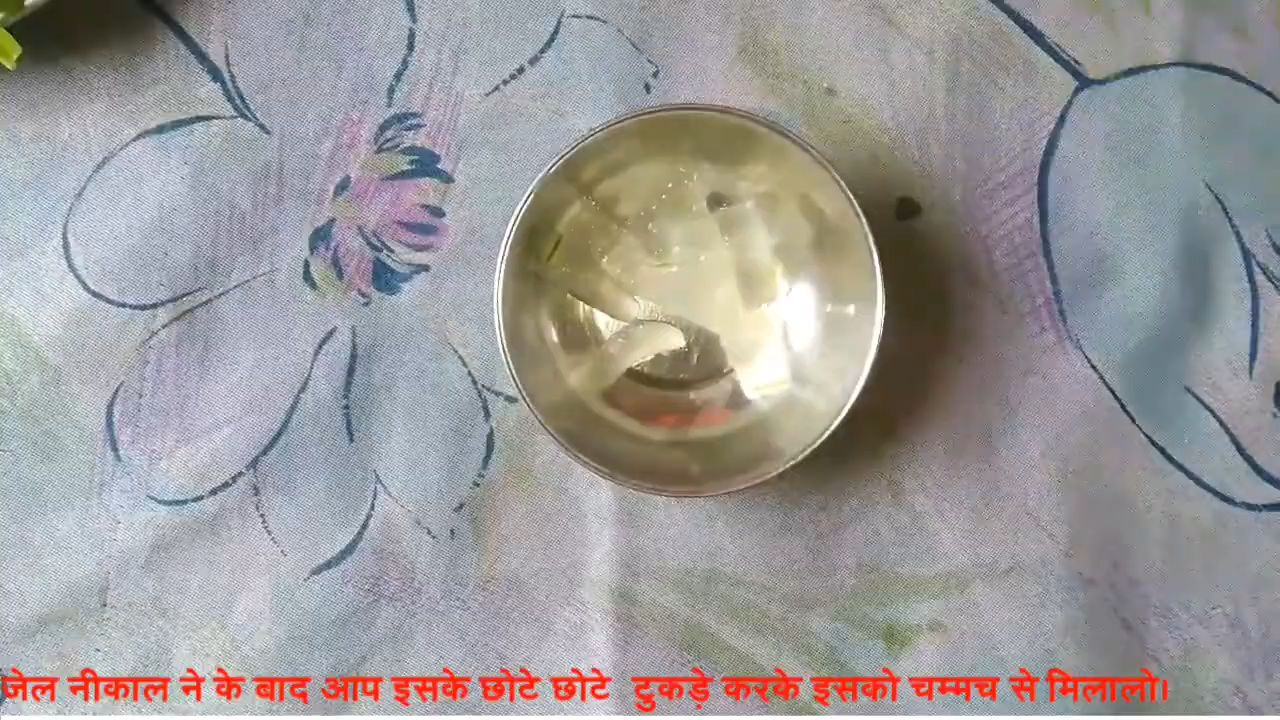 जेल नीकाल ने के बाद आप इसके छोटे छोटे टुकड़े करके इसको चम्मच से मिलालो।